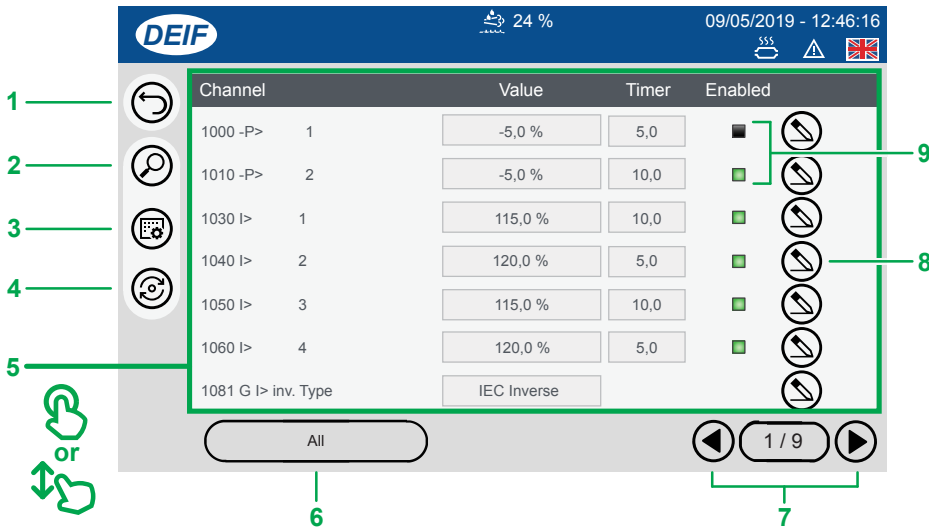 DEIF
24 %
09/05/2019 - 12:46:16
Channel Value Timer Enabled
1000 -P> 1 -5,0 % 5,0
1010 -P> 2 -5,0 % 10,0
1030 I> 1 115,0 % 10,0
1040 I> 2 120,0 % 5,0
1050 I> 3 115,0 % 10,0
1060 I> 4 120,0 % 5,0
1081 G I> inv. Type IEC Inverse
All
1 / 9
1
2
3
4
5
or
6
7
8
9